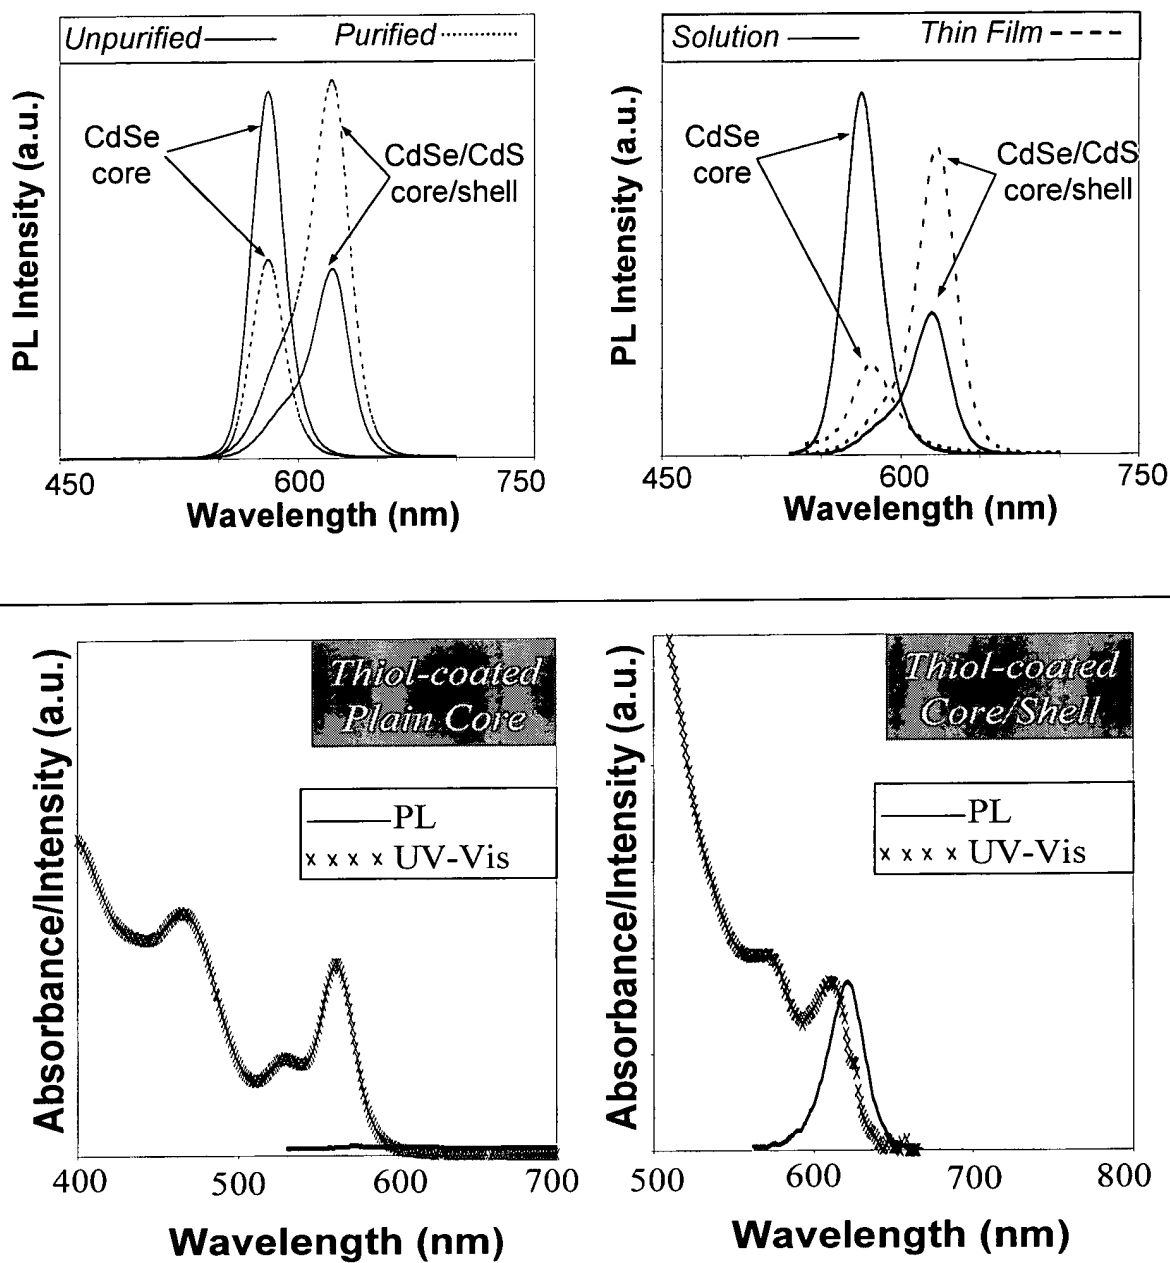 Unpurified Purified
PL Intensity (a.u.)
CdSe
core
CdSe/CdS
core/shell
450 600 750
Wavelength (nm)
Solution Thin Film
PL Intensity (a.u.)
CdSe
core
CdSe/CdS
core/shell
450 600 750
Wavelength (nm)
Absorbance/Intensity (a.u.)
Thiol-coated
Plain Core
PL
UV-Vis
400 500 600 700
Wavelength (nm)
Absorbance/Intensity (a.u.)
Thiol-coated
Core/Shell
PL
UV-Vis
500 600 700 800
Wavelength (nm)